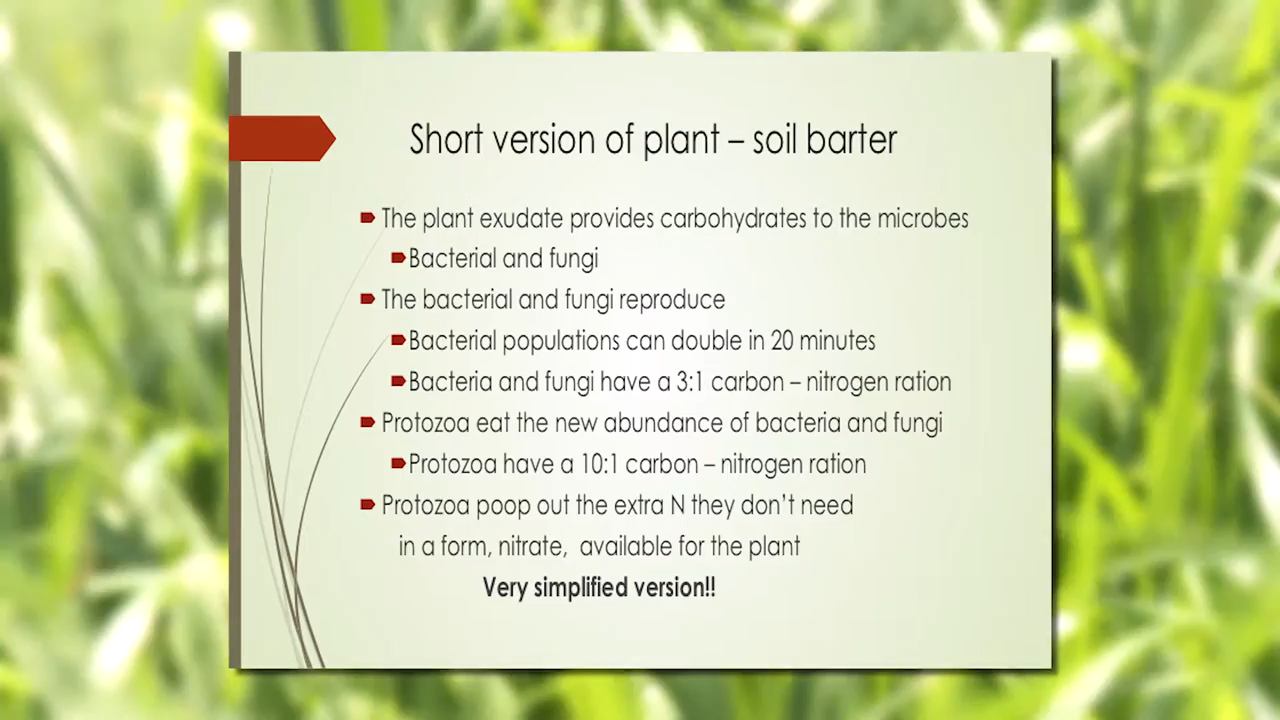 Short version of plant – soil barter
The plant exudate provides carbohydrates to the microbes
Bacterial and fungi
The bacterial and fungi reproduce
Bacterial populations can double in 20 minutes
Bacteria and fungi have a 3:1 carbon – nitrogen ration
Protozoa eat the new abundance of bacteria and fungi
Protozoa have a 10:1 carbon – nitrogen ration
Protozoa poop out the extra N they don’t need
in a form, nitrate,  available for the plant
Very simplified version!!